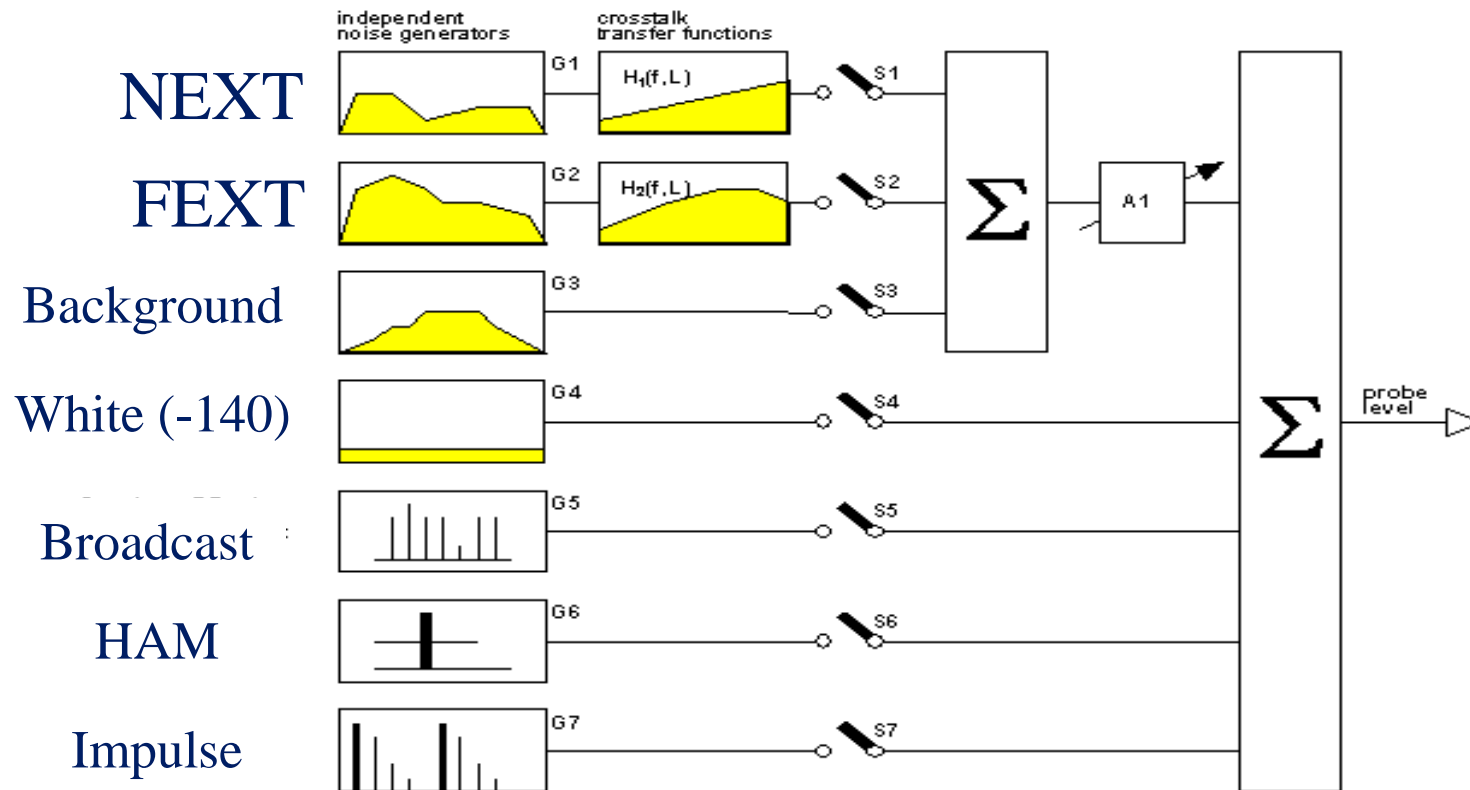 independent
noise generators
crosstalk
transfer functions
NEXT
G1
H₁(f,L)
S1
FEXT
G2
H₂(f,L)
S2
Σ
A1
Background
G3
S3
White (-140)
G4
S4
Σ
probe
level
Broadcast :
G5
S5
HAM
G6
S6
Impulse
G7
S7